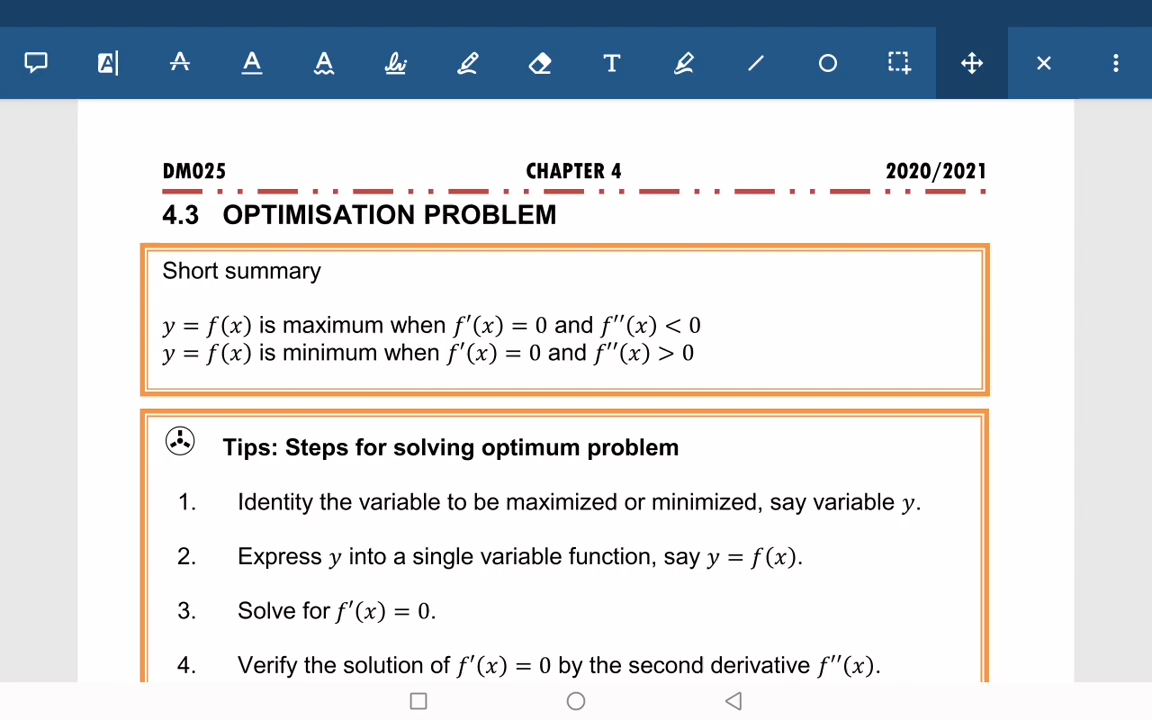 DM025 CHAPTER 4 2020/2021
4.3 OPTIMISATION PROBLEM
Short summary
y = f(x) is maximum when f′(x) = 0 and f′′(x) < 0
y = f(x) is minimum when f′(x) = 0 and f′′(x) > 0
Tips: Steps for solving optimum problem
1. Identity the variable to be maximized or minimized, say variable y.
2. Express y into a single variable function, say y = f(x).
3. Solve for f′(x) = 0.
4. Verify the solution of f′(x) = 0 by the second derivative f′′(x).